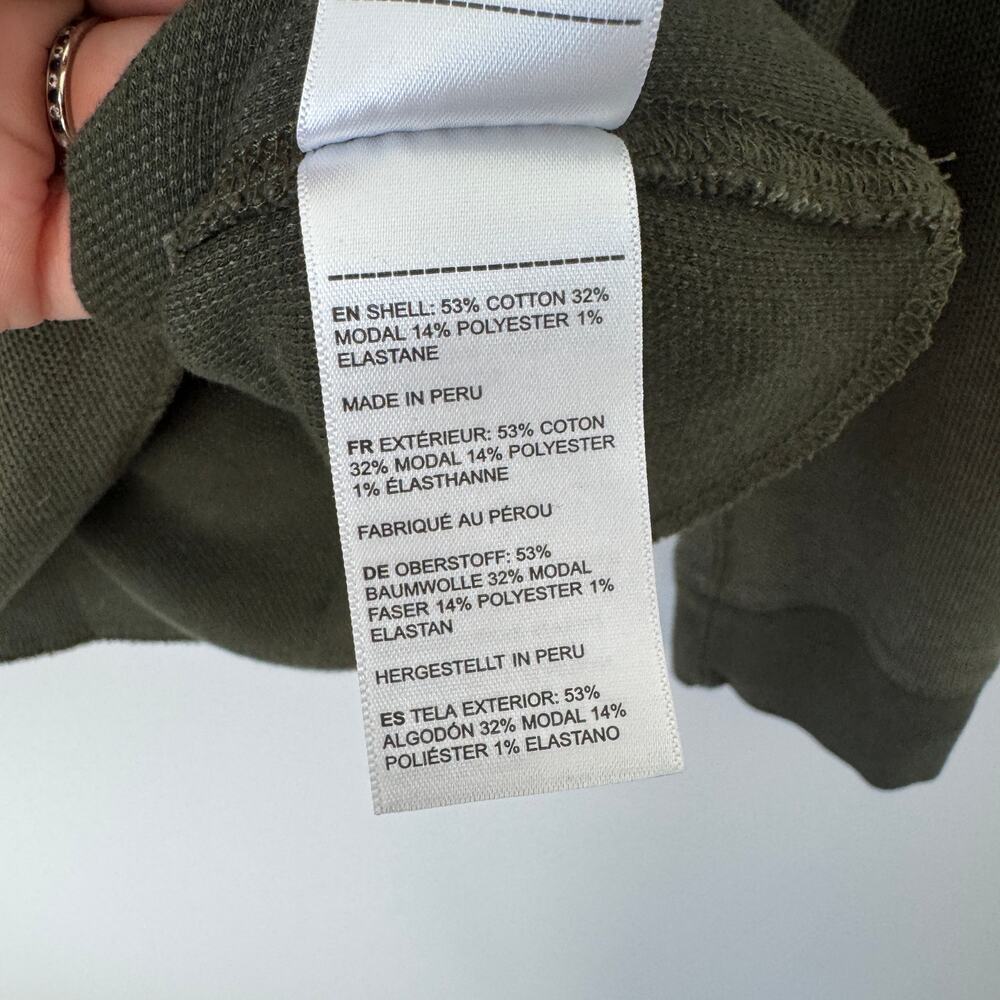 EN SHELL: 53% COTTON 32%
MODAL 14% POLYESTER 1%
ELASTANE
MADE IN PERU
FR EXTÉRIEUR: 53% COTON
32% MODAL 14% POLYESTER
1% ÉLASTHANNE
FABRIQUÉ AU PÉROU
DE OBERSTOFF: 53%
BAUMWOLLE 32% MODAL
FASER 14% POLYESTER 1%
ELASTAN
HERGESTELLT IN PERU
ES TELA EXTERIOR: 53%
ALGODÓN 32% MODAL 14%
POLIÉSTER 1% ELASTANO